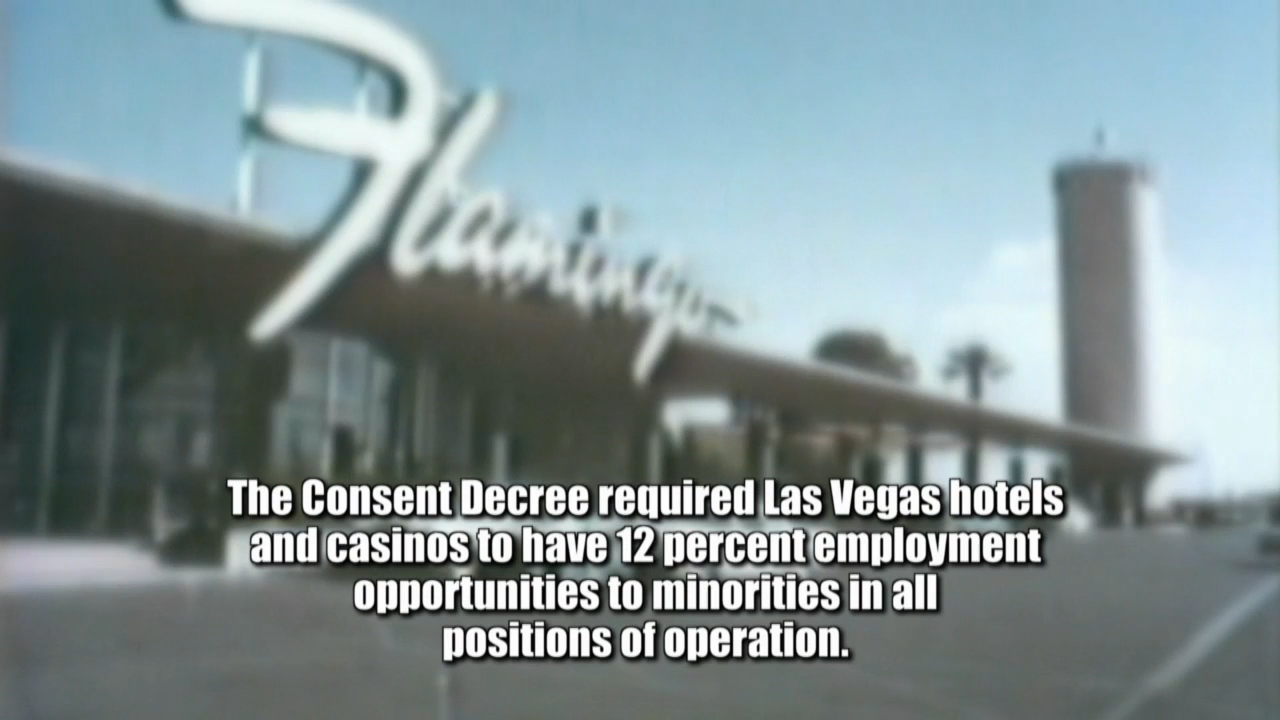 Flamingo
The Consent Decree required Las Vegas hotels
and casinos to have 12 percent employment
opportunities to minorities in all
positions of operation.